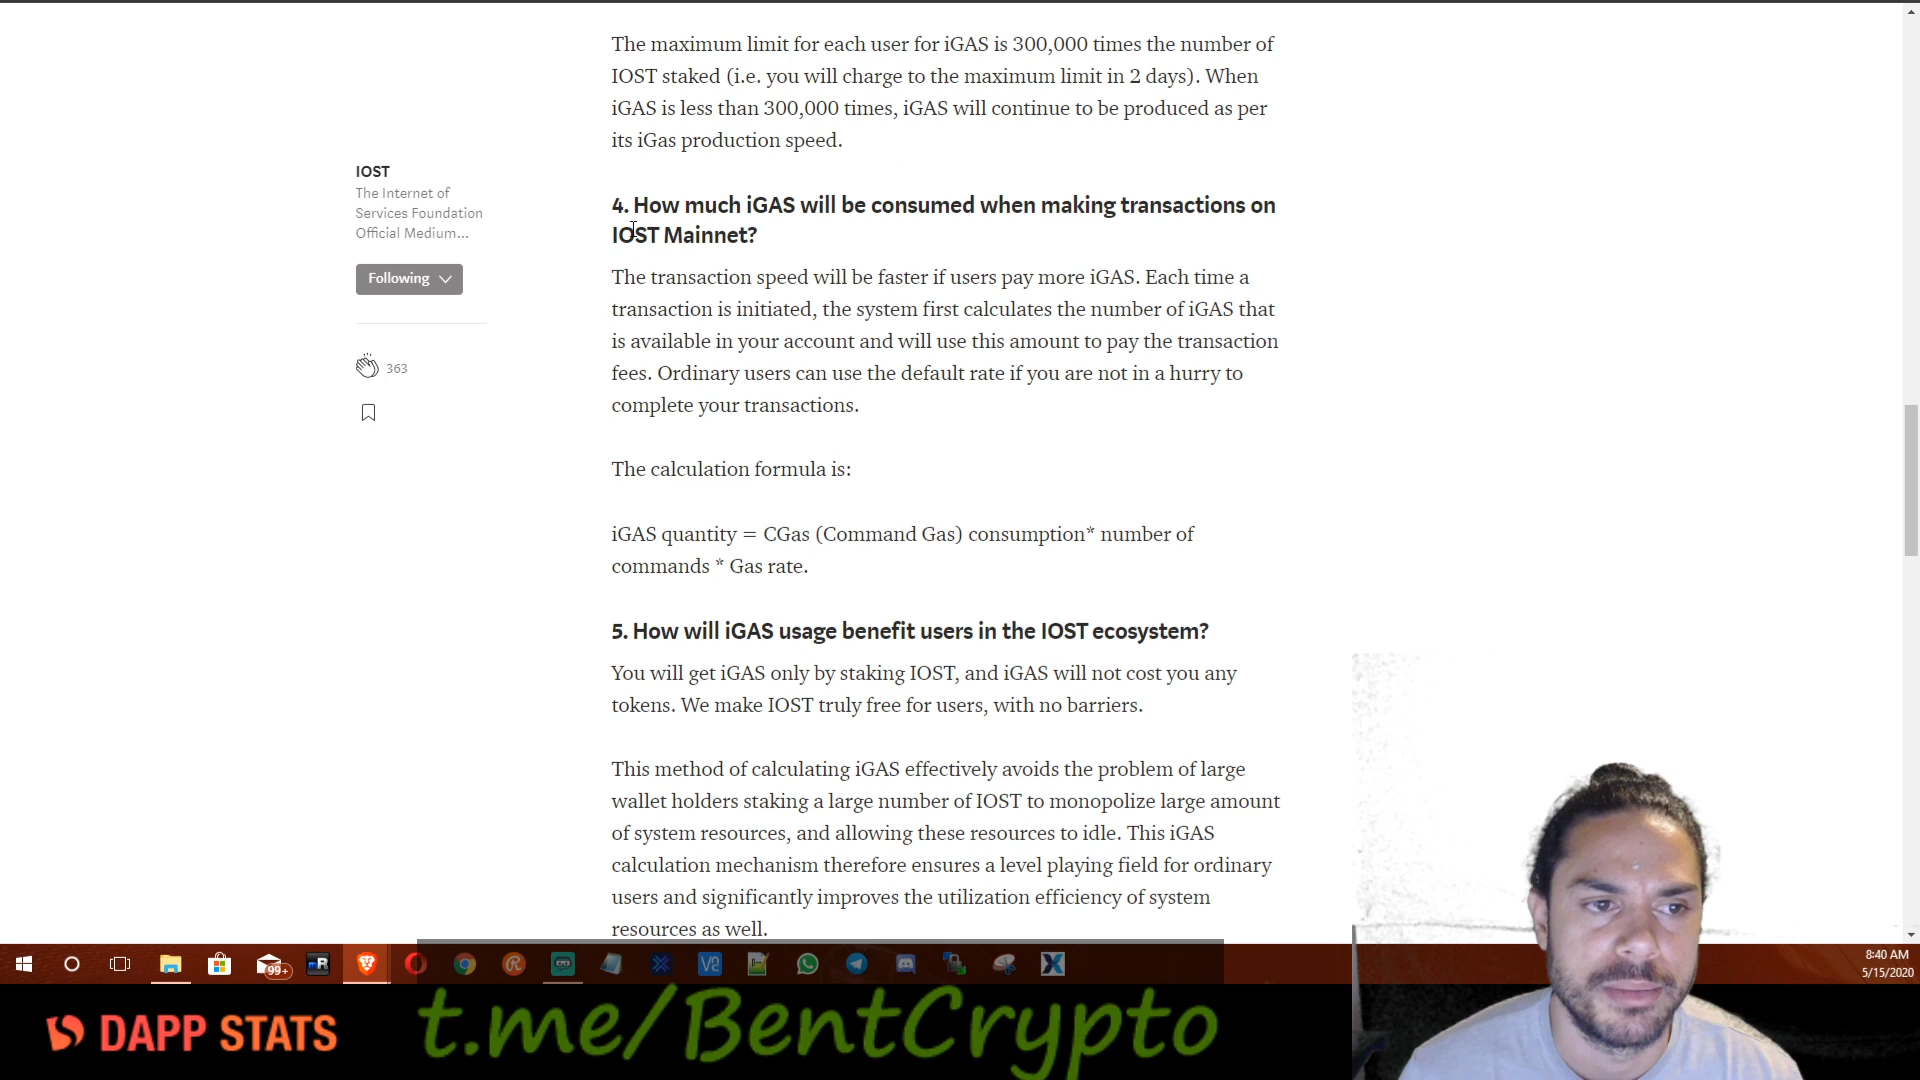 The maximum limit for each user for iGAS is 300,000 times the number of
IOST staked (i.e. you will charge to the maximum limit in 2 days). When
iGAS is less than 300,000 times, iGAS will continue to be produced as per
its iGas production speed.
IOST
The Internet of
Services Foundation
Official Medium...
Following
363
4. How much iGAS will be consumed when making transactions on
IOST Mainnet?
The transaction speed will be faster if users pay more iGAS. Each time a
transaction is initiated, the system first calculates the number of iGAS that
is available in your account and will use this amount to pay the transaction
fees. Ordinary users can use the default rate if you are not in a hurry to
complete your transactions.
The calculation formula is:
iGAS quantity = CGas (Command Gas) consumption* number of
commands * Gas rate.
5. How will iGAS usage benefit users in the IOST ecosystem?
You will get iGAS only by staking IOST, and iGAS will not cost you any
tokens. We make IOST truly free for users, with no barriers.
This method of calculating iGAS effectively avoids the problem of large
wallet holders staking a large number of IOST to monopolize large amount
of system resources, and allowing these resources to idle. This iGAS
calculation mechanism therefore ensures a level playing field for ordinary
users and significantly improves the utilization efficiency of system
resources as well.
99+
R
V2
X
8:40 AM
5/15/2020
DAPP STATS
t.me/BentCrypto